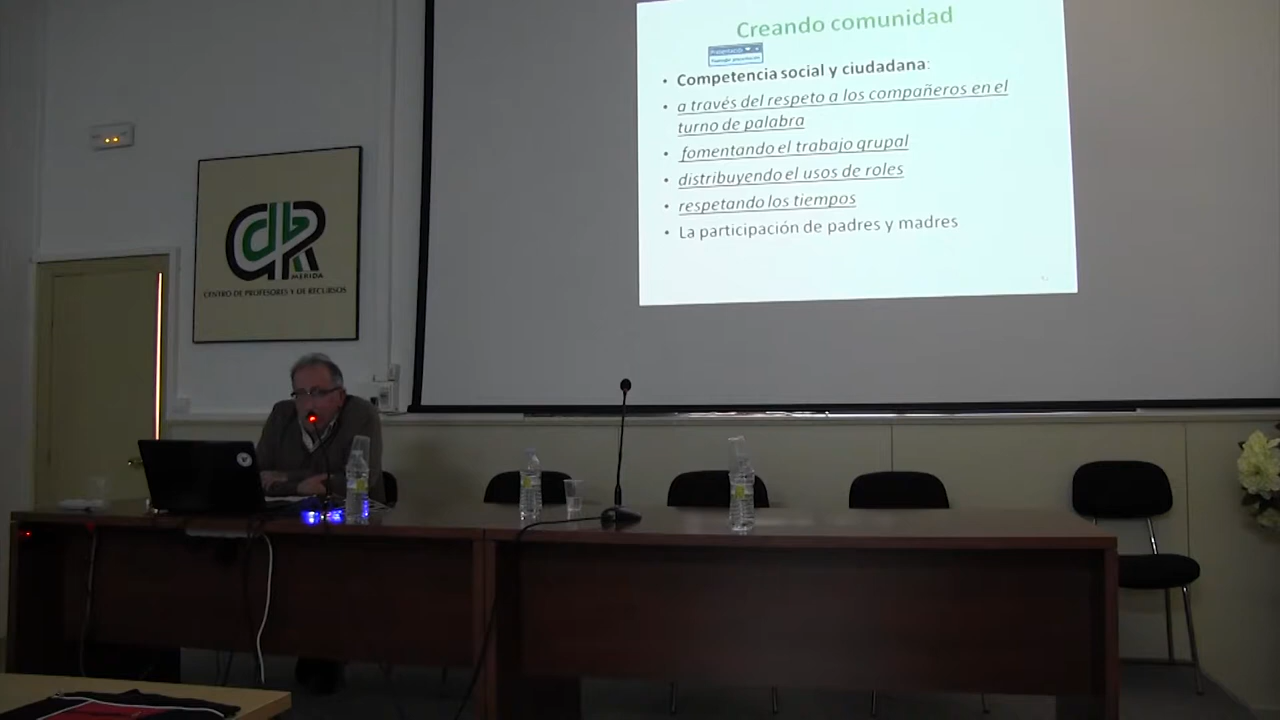 Creando comunidad
Presentación
• Competencia social y ciudadana:
• a través del respeto a los compañeros en el
turno de palabra
• fomentando el trabajo grupal
• distribuyendo el usos de roles
• respetando los tiempos
• La participación de padres y madres
MERIDA
CENTRO DE PROFESORES Y DE RECURSOS